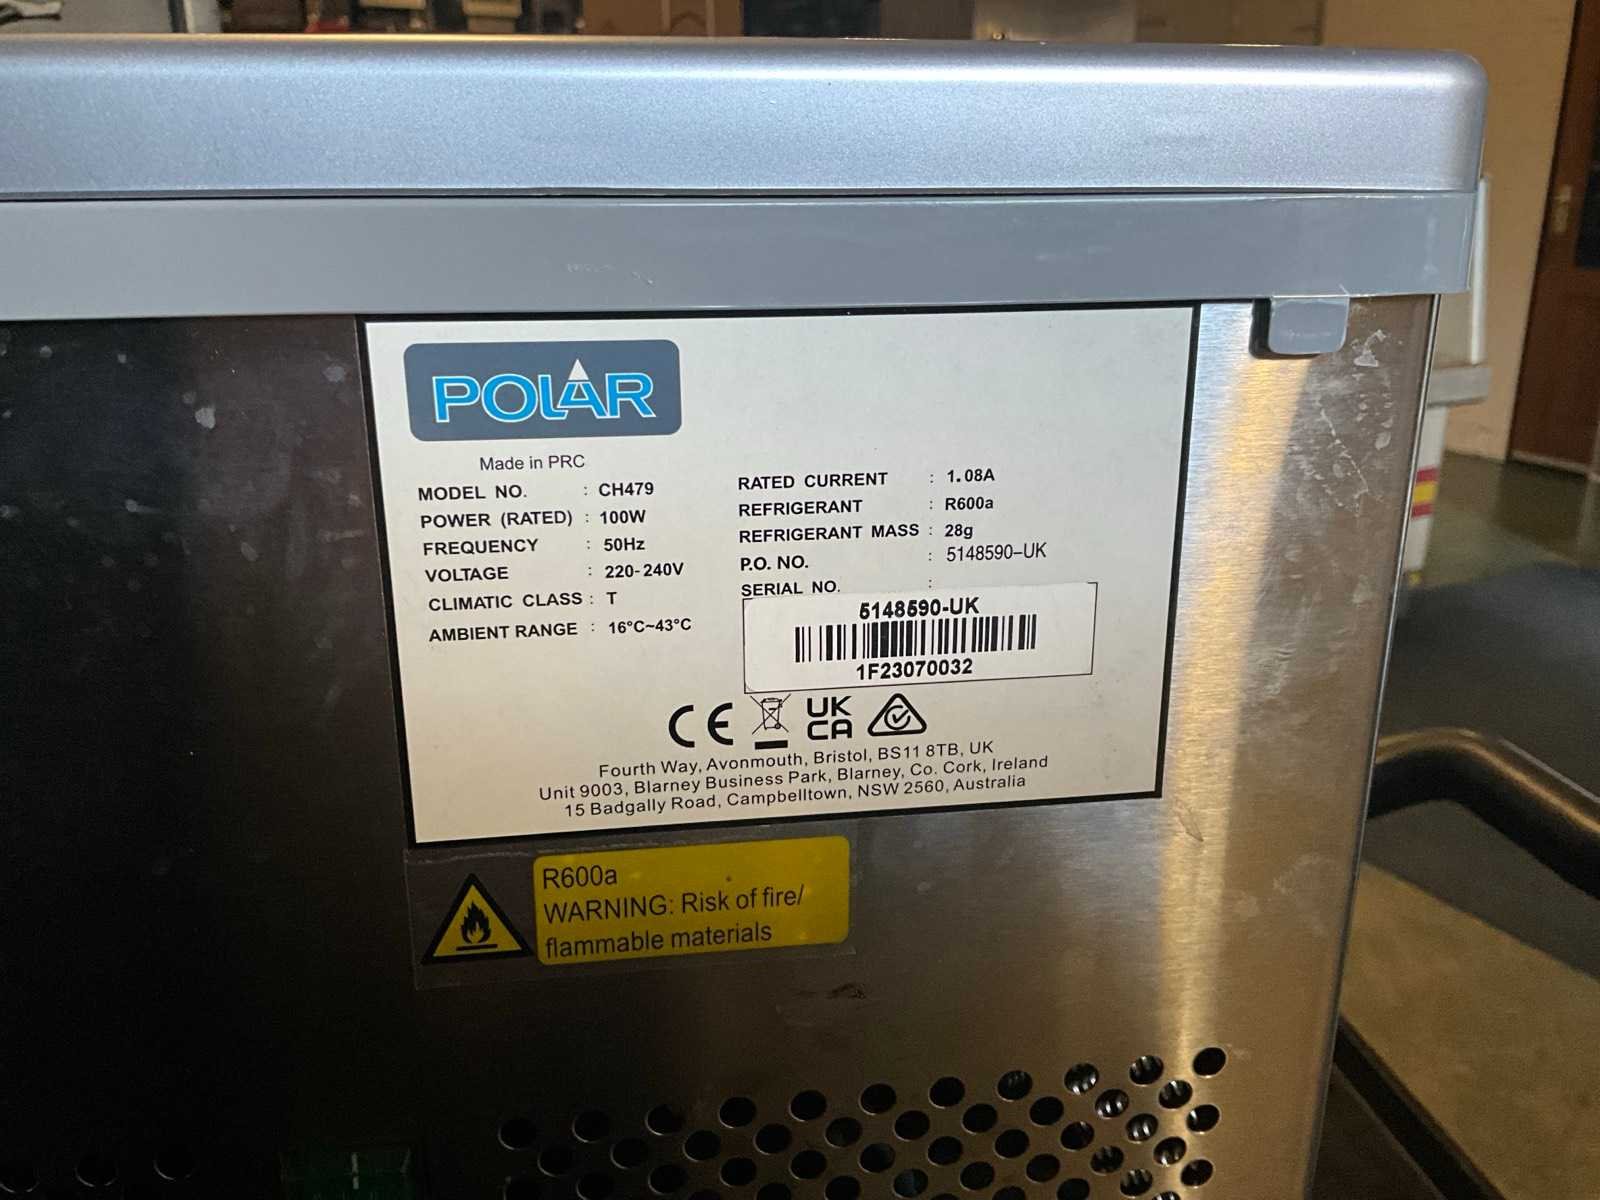 POLAR
Made in PRC
MODEL NO. : CH479
POWER (RATED) : 100W
FREQUENCY : 50Hz
VOLTAGE : 220-240V
CLIMATIC CLASS : T
AMBIENT RANGE : 16°C~43°C
RATED CURRENT : 1.08A
REFRIGERANT : R600a
REFRIGERANT MASS : 28g
P.O. NO. : 5148590-UK
SERIAL NO. :
5148590-UK
1F23070032
CE
UK
CA
Fourth Way, Avonmouth, Bristol, BS11 8TB, UK
Unit 9003, Blarney Business Park, Blarney, Co. Cork, Ireland
15 Badgally Road, Campbelltown, NSW 2560, Australia
R600a
WARNING: Risk of fire/
flammable materials